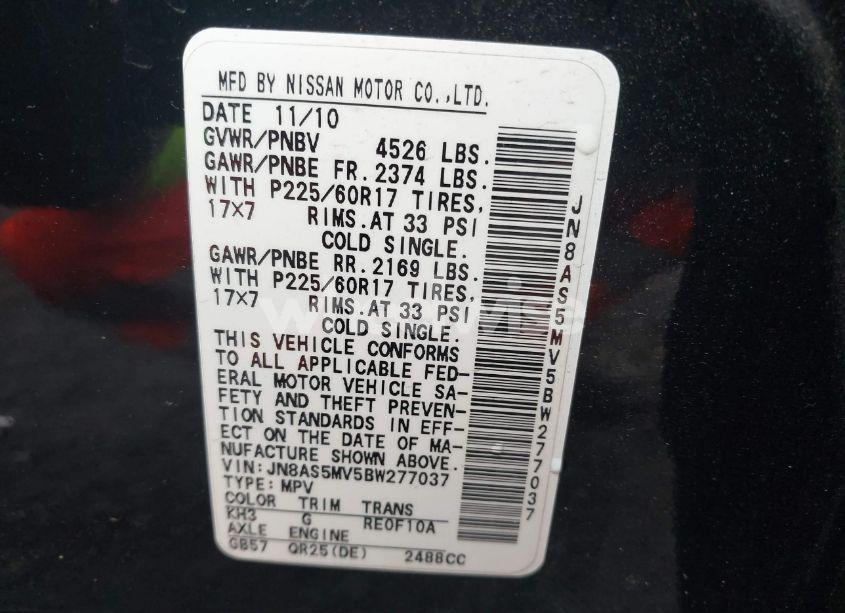 MFD BY NISSAN MOTOR CO.,LTD.
DATE 11/10
GVWR/PNBV 4526 LBS.
GAWR/PNBE FR. 2374 LBS.
WITH P225/60R17 TIRES,
17X7 RIMS.AT 33 PSI
COLD SINGLE.
GAWR/PNBE RR. 2169 LBS.
WITH P225/60R17 TIRES,
17X7 RIMS.AT 33 PSI
COLD SINGLE.
THIS VEHICLE CONFORMS
TO ALL APPLICABLE FED-
ERAL MOTOR VEHICLE SA-
FETY AND THEFT PREVEN-
TION STANDARDS IN EFF-
ECT ON THE DATE OF MA-
NUFACTURE SHOWN ABOVE.
VIN: JN8AS5MV5BW277037
TYPE: MPV
COLOR TRIM TRANS
KH3 G RE0F10A
AXLE ENGINE
GB57 QR25(DE) 2488CC
JN8AS5MV5BW277037